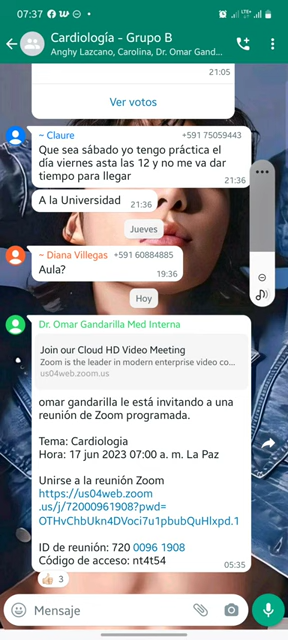 07:37
Cardiología - Grupo B
Anghy Lazcano, Carolina, Dr. Omar Gand...
21:05
Ver votos
~ Claure +591 75059443
Que sea sábado yo tengo práctica el
día viernes asta las 12 y no me va dar
tiempo para llegar
21:36
A la Universidad 21:36
Jueves
~ Diana Villegas +591 60884885
Aula?
19:36
Hoy
Dr. Omar Gandarilla Med Interna
Join our Cloud HD Video Meeting
Zoom is the leader in modern enterprise video co...
us04web.zoom.us
omar gandarilla le está invitando a una
reunión de Zoom programada.
Tema: Cardiologia
Hora: 17 jun 2023 07:00 a. m. La Paz
Unirse a la reunión Zoom
https://us04web.zoom
.us/j/72000961908?pwd=
OTHvChbUkn4DVoci7u1pbubQuHlxpd.1
ID de reunión: 720 0096 1908
Código de acceso: nt4t54
05:35
3
Mensaje